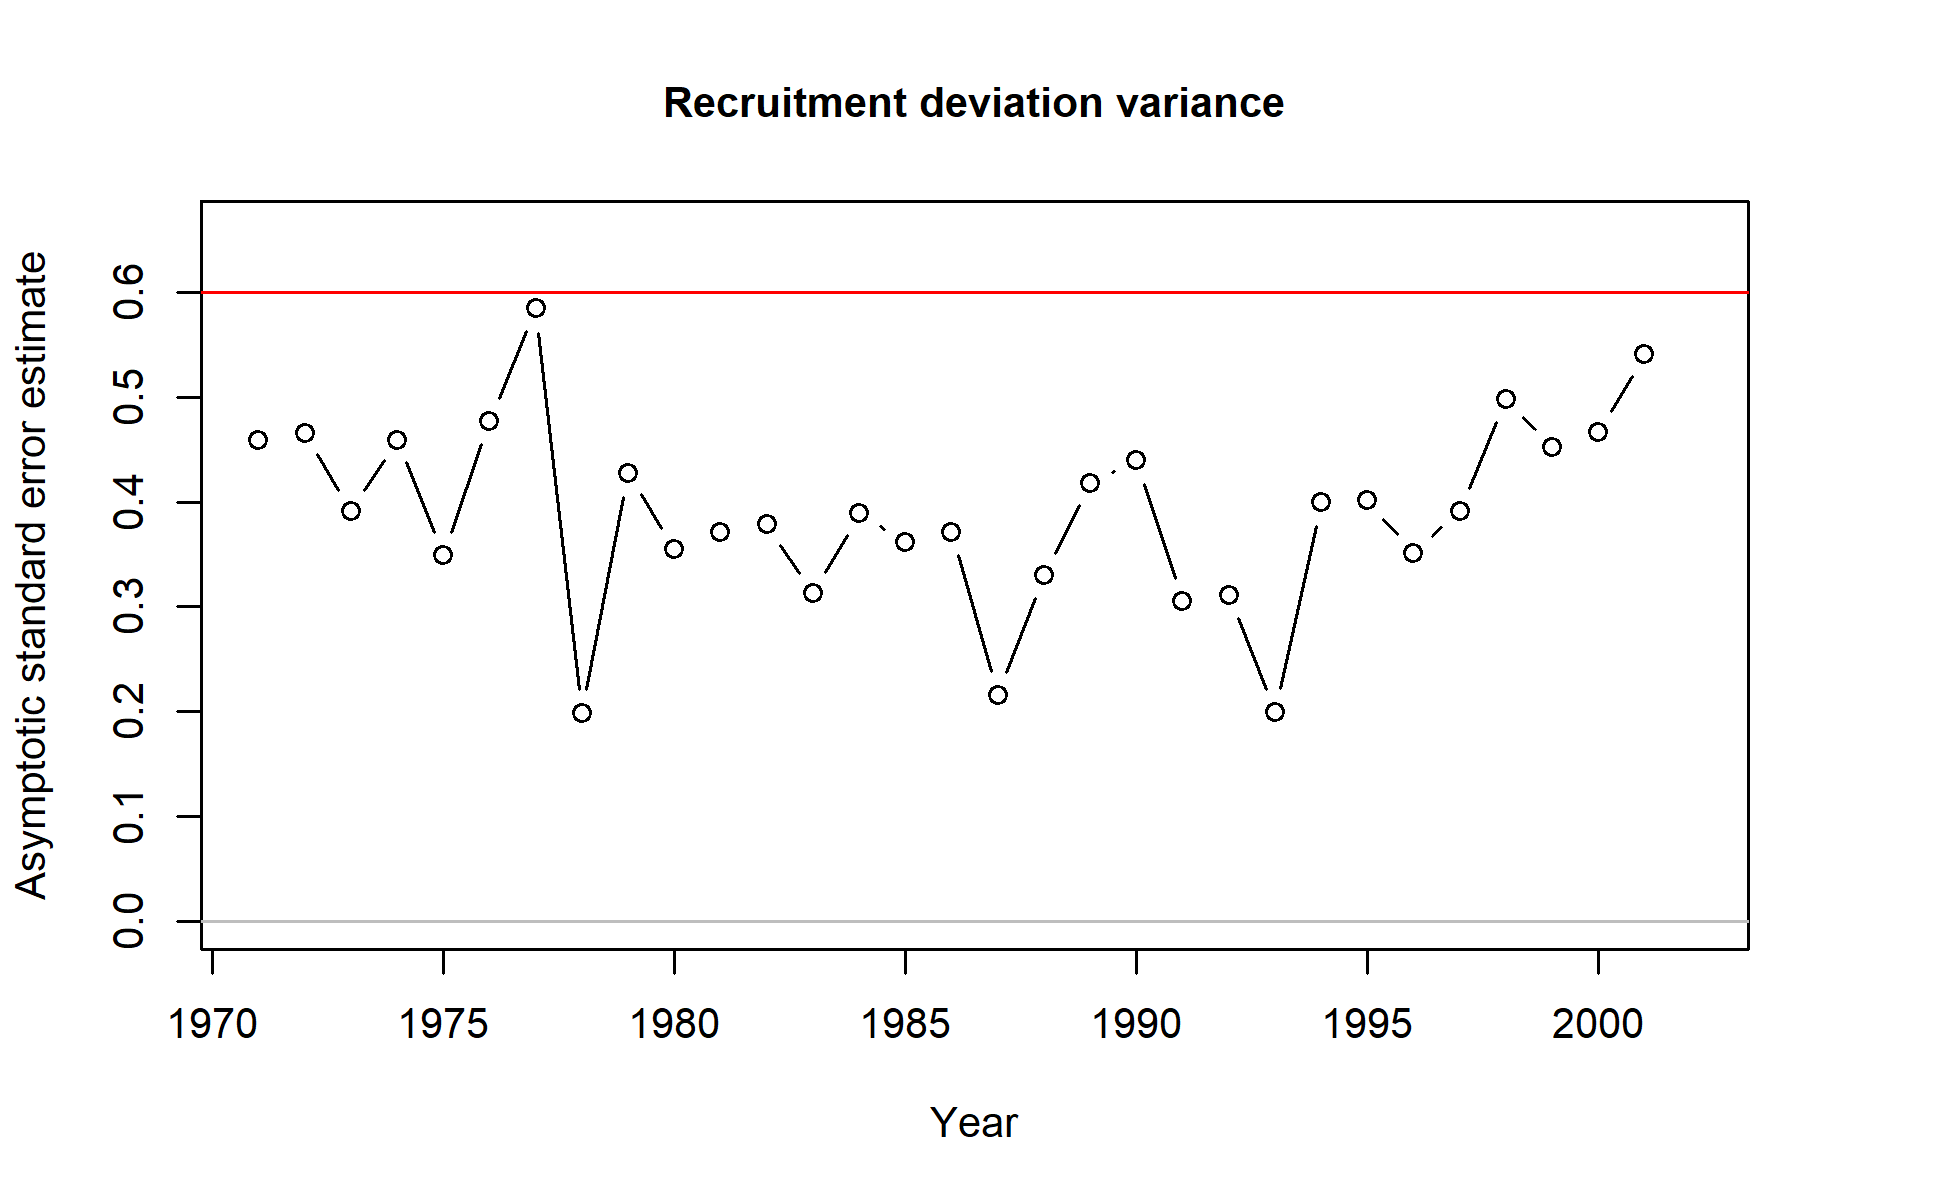 Recruitment deviation variance
Asymptotic standard error estimate
0.6
0.5
0.4
0.3
0.2
0.1
0.0
1970 1975 1980 1985 1990 1995 2000
Year